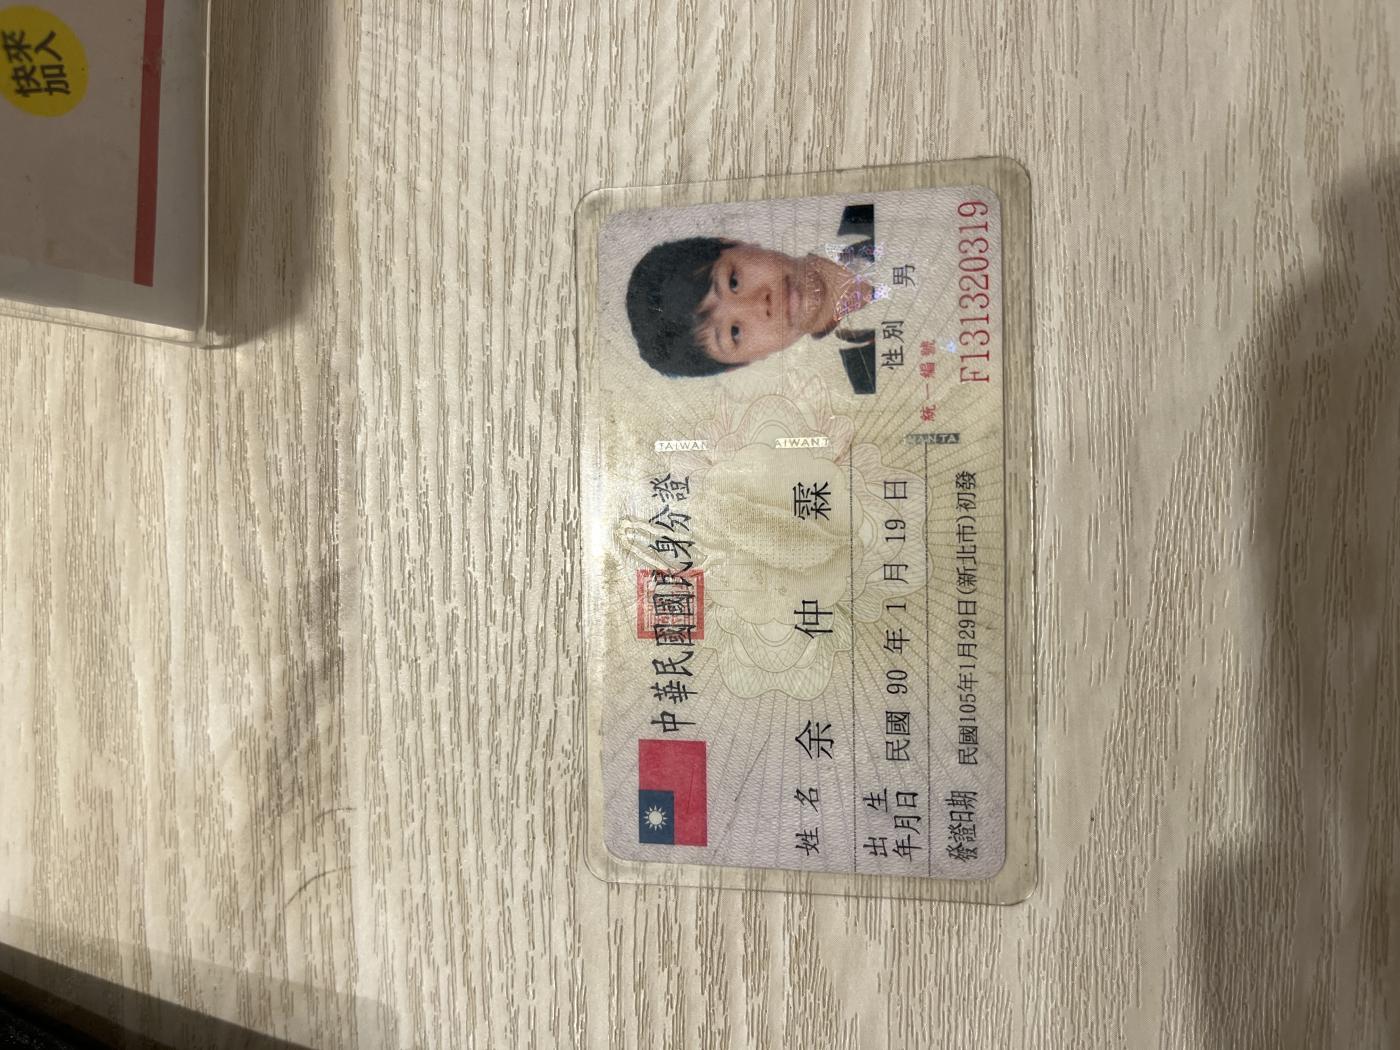 快來
加入
中華民國國民身分證
姓名 余仲霖
出生年月日 民國 90 年 1 月 19 日
性別 男
發證日期 民國105年1月29日(新北市)初發
統一編號
F131320319
TAIWAN
AIWANT
WANTA